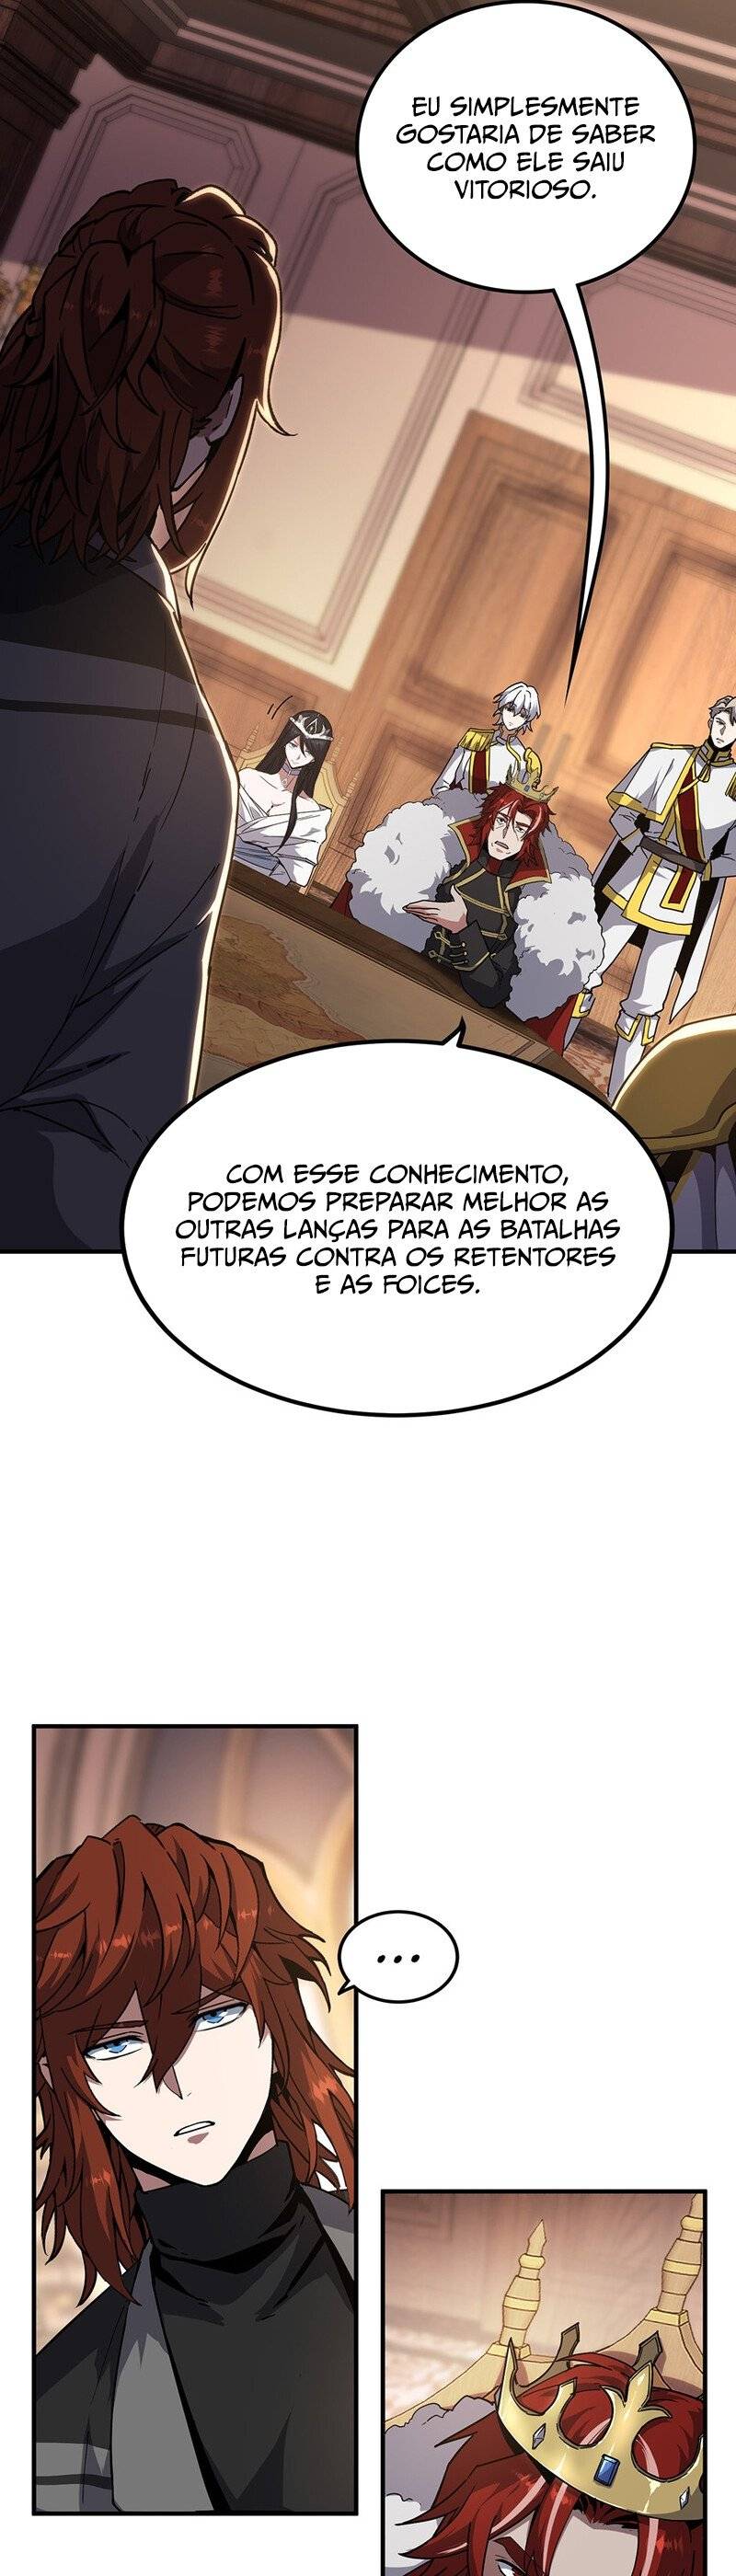 EU SIMPLESMENTE
GOSTARIA DE SABER
COMO ELE SAIU
VITORIOSO.
COM ESSE CONHECIMENTO,
PODEMOS PREPARAR MELHOR AS
OUTRAS LANÇAS PARA AS BATALHAS
FUTURAS CONTRA OS RETENTORES
E AS FOICES.
...